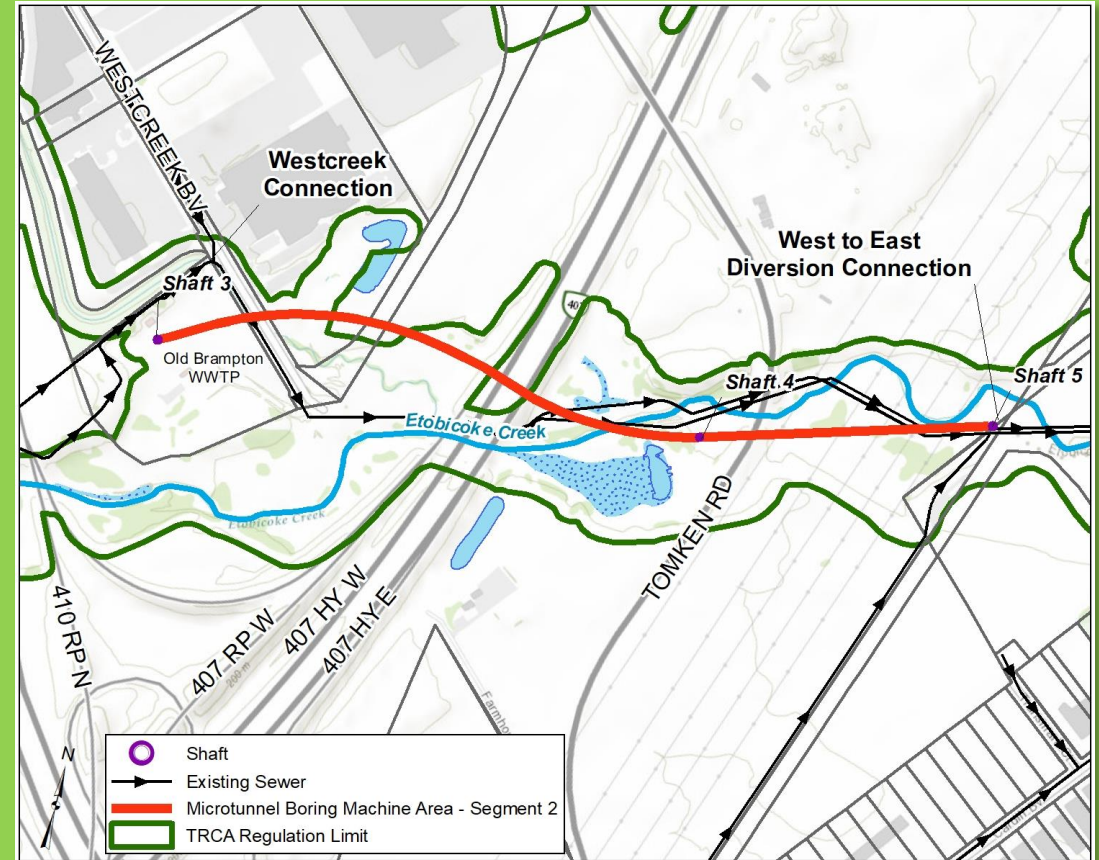 WESTCREEK BV
Westcreek
Connection
Shaft 3
Old Brampton
WWTP
West to East
Diversion Connection
Shaft 4
Shaft 5
Etobicoke Creek
Etobicoke Creek
TOMKEN RD
410 RP N
407 RP W
407 HY W
407 HY E
200 m
N
Shaft
Existing Sewer
Microtunnel Boring Machine Area - Segment 2
TRCA Regulation Limit